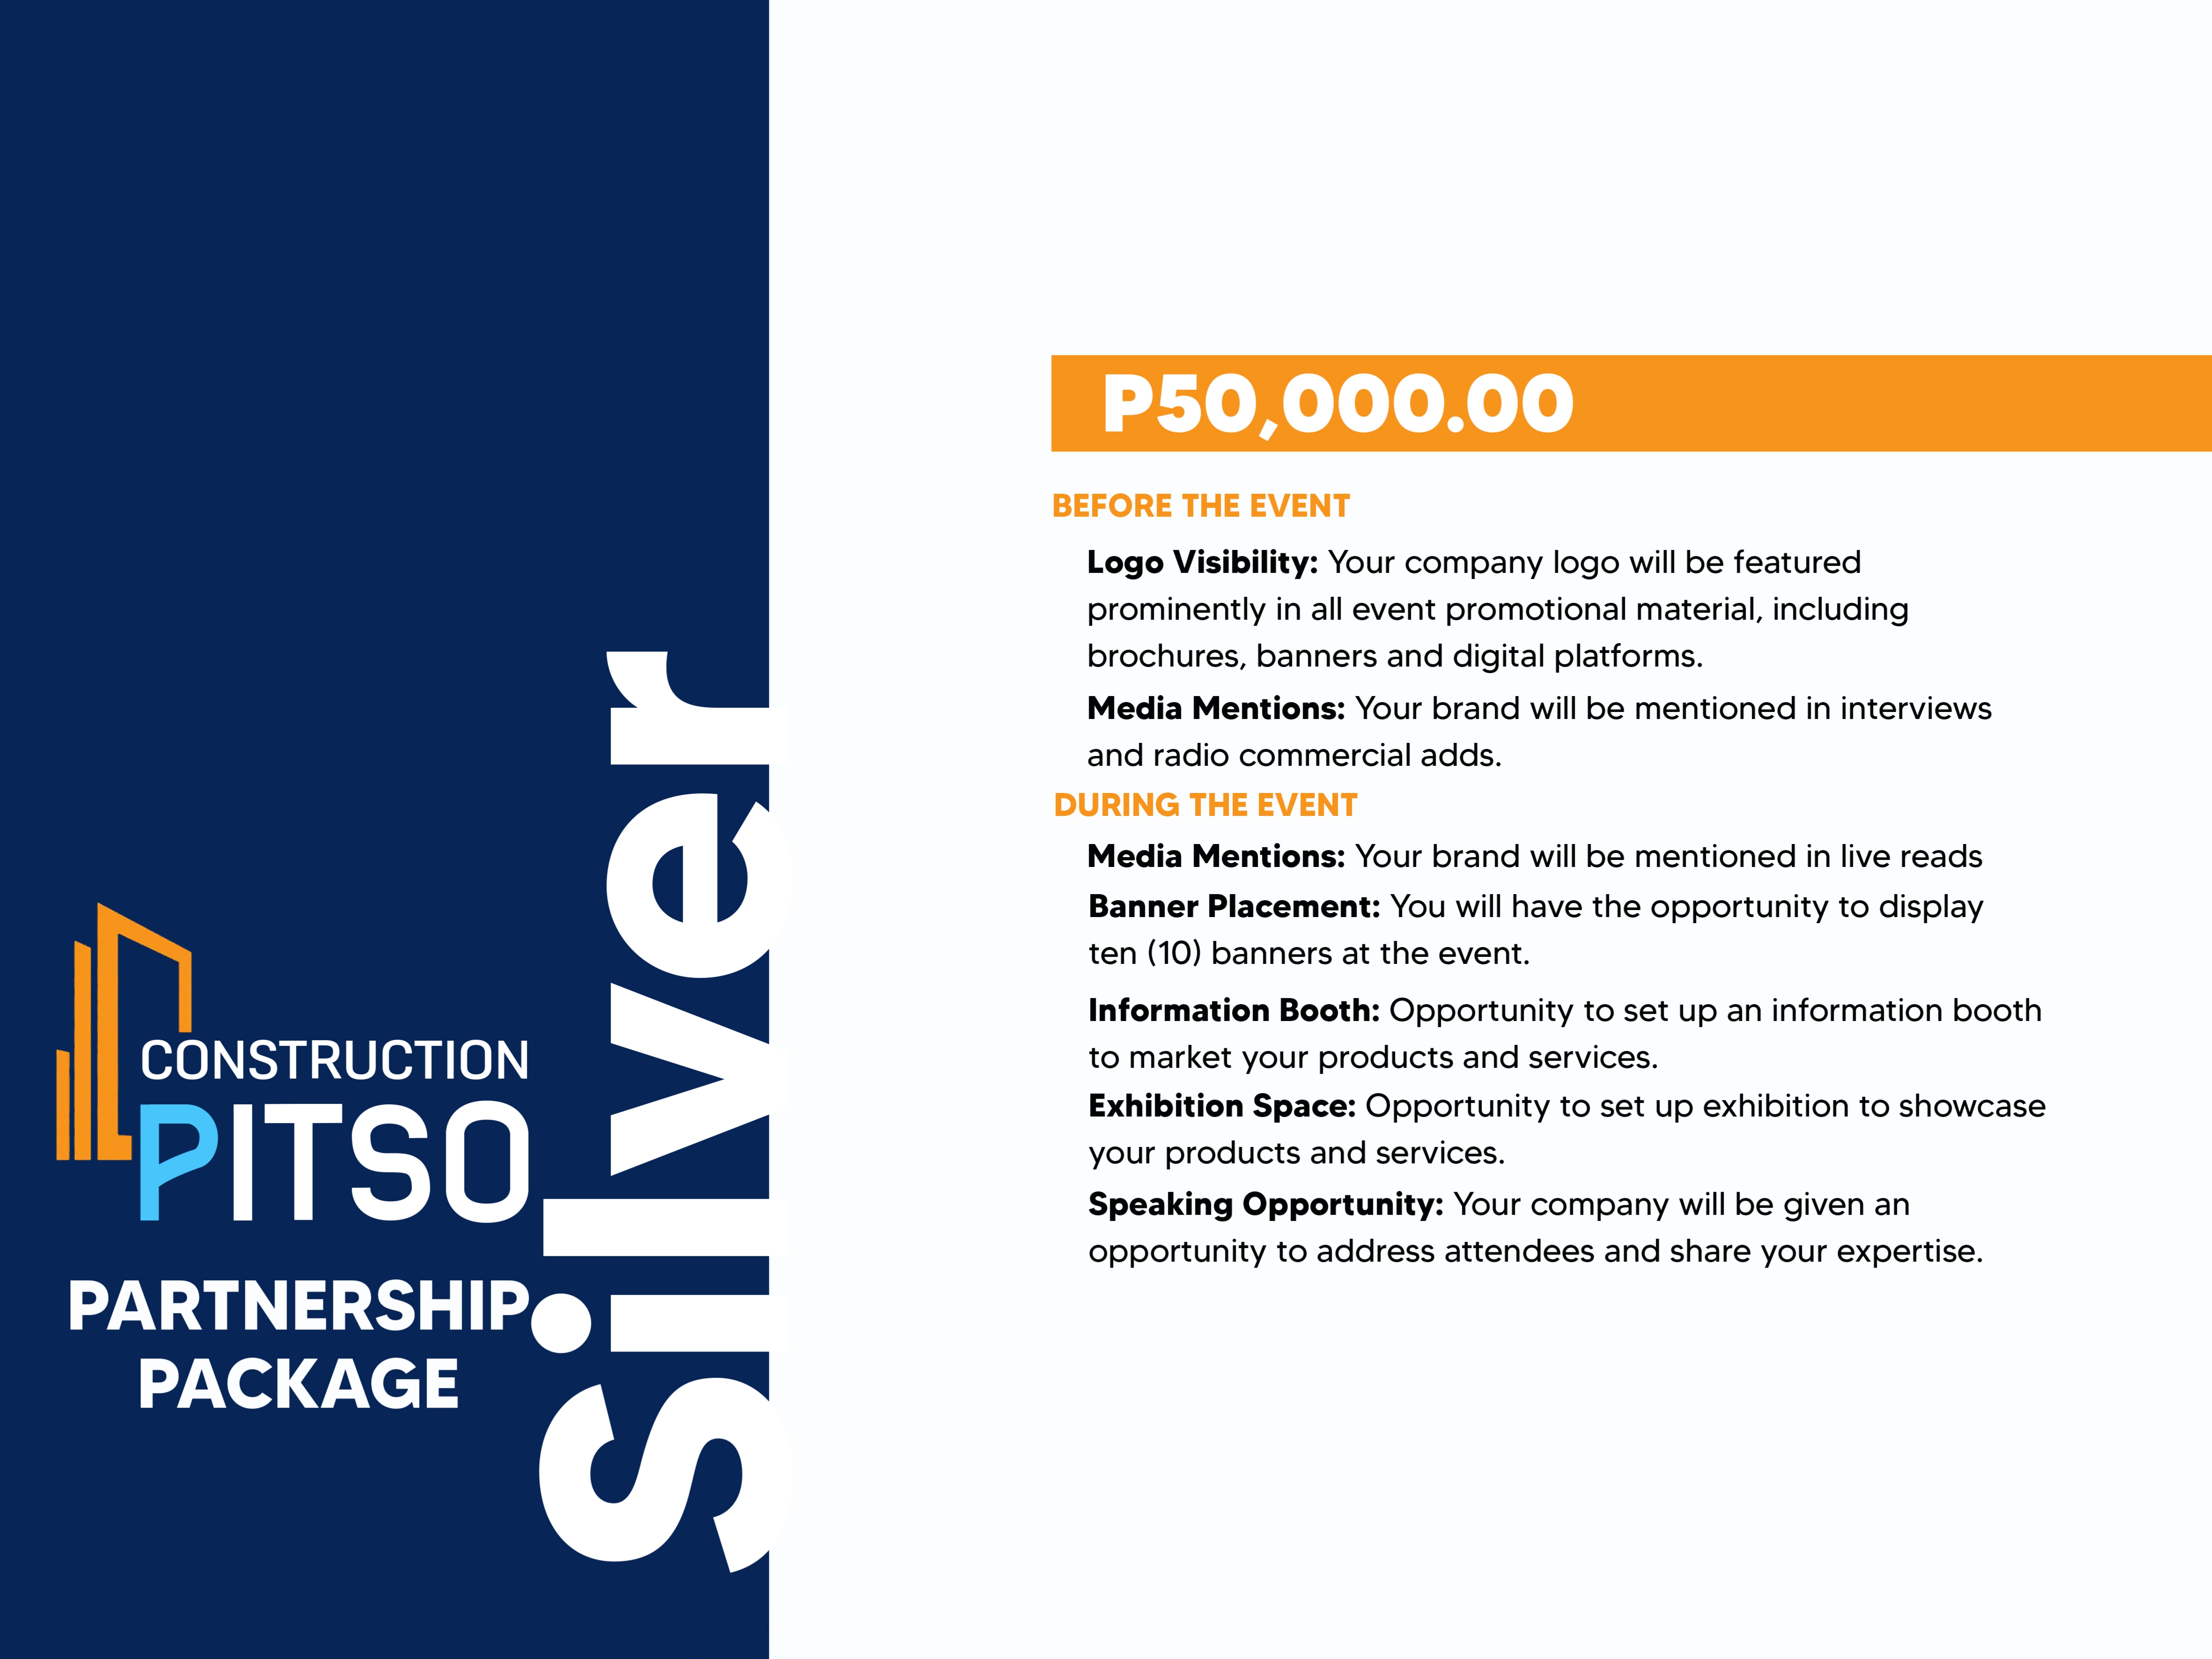 CONSTRUCTION
PITSO
PARTNERSHIP
PACKAGE
Silver
P50,000.00
BEFORE THE EVENT
Logo Visibility: Your company logo will be featured
prominently in all event promotional material, including
brochures, banners and digital platforms.
Media Mentions: Your brand will be mentioned in interviews
and radio commercial adds.
DURING THE EVENT
Media Mentions: Your brand will be mentioned in live reads
Banner Placement: You will have the opportunity to display
ten (10) banners at the event.
Information Booth: Opportunity to set up an information booth
to market your products and services.
Exhibition Space: Opportunity to set up exhibition to showcase
your products and services.
Speaking Opportunity: Your company will be given an
opportunity to address attendees and share your expertise.